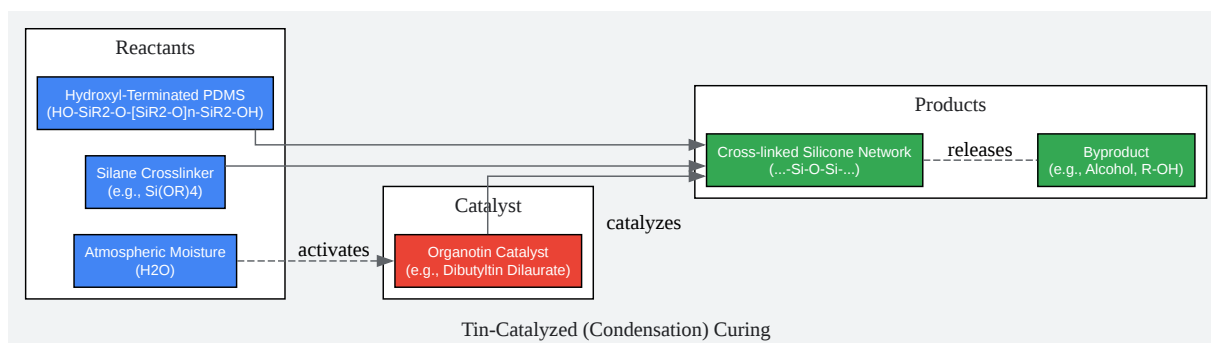 Reactants
Hydroxyl-Terminated PDMS
(HO-SiR2-O-[SiR2-O]n-SiR2-OH)
Silane Crosslinker
(e.g., Si(OR)4)
Atmospheric Moisture
(H2O)
activates
Catalyst
Organotin Catalyst
(e.g., Dibutyltin Dilaurate)
catalyzes
Products
Cross-linked Silicone Network
(...-Si-O-Si-...)
releases
Byproduct
(e.g., Alcohol, R-OH)
Tin-Catalyzed (Condensation) Curing